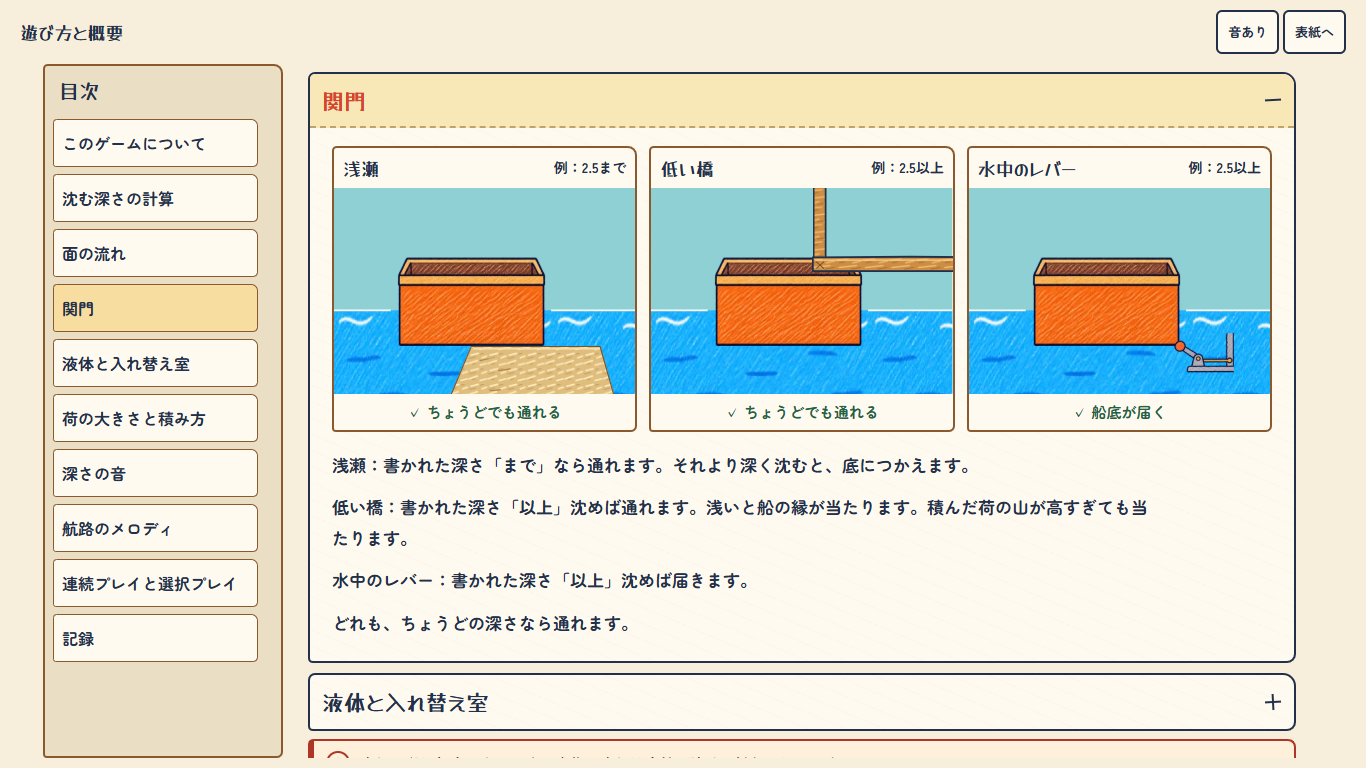 遊び方と概要
音あり
表紙へ
目次
このゲームについて
沈む深さの計算
面の流れ
関門
液体と入れ替え室
荷の大きさと積み方
深さの音
航路のメロディ
連続プレイと選択プレイ
記録
関門
浅瀬
例：2.5まで
低い橋
例：2.5以上
水中のレバー
例：2.5以上
✓ ちょうどでも通れる
✓ ちょうどでも通れる
✓ 船底が届く
浅瀬：書かれた深さ「まで」なら通れます。それより深く沈むと、底につかえます。
低い橋：書かれた深さ「以上」沈めば通れます。浅いと船の縁が当たります。積んだ荷の山が高すぎても当
たります。
水中のレバー：書かれた深さ「以上」沈めば届きます。
どれも、ちょうどの深さなら通れます。
液体と入れ替え室